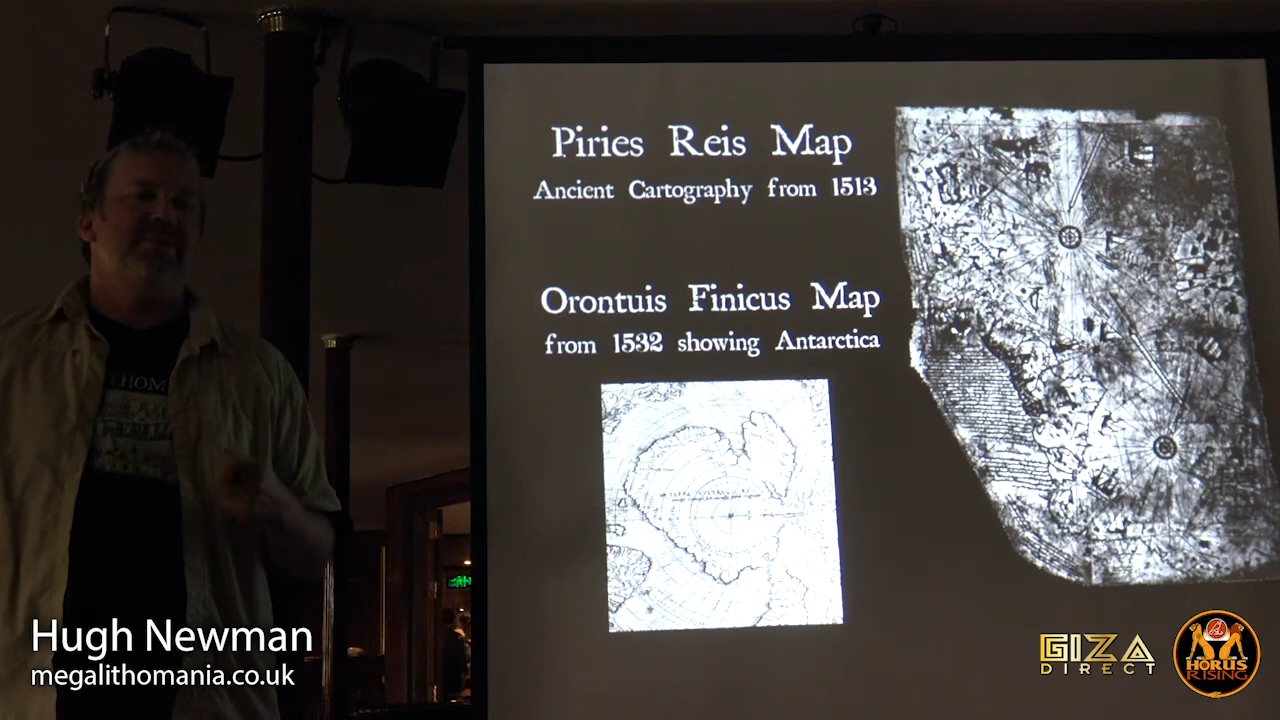 Piries Reis Map
Ancient Cartography from 1513
Orontuis Finicus Map
from 1532 showing Antarctica
THOM
Hugh Newman
megalithomania.co.uk
GIZA
DIRECT
HORUS
RISING